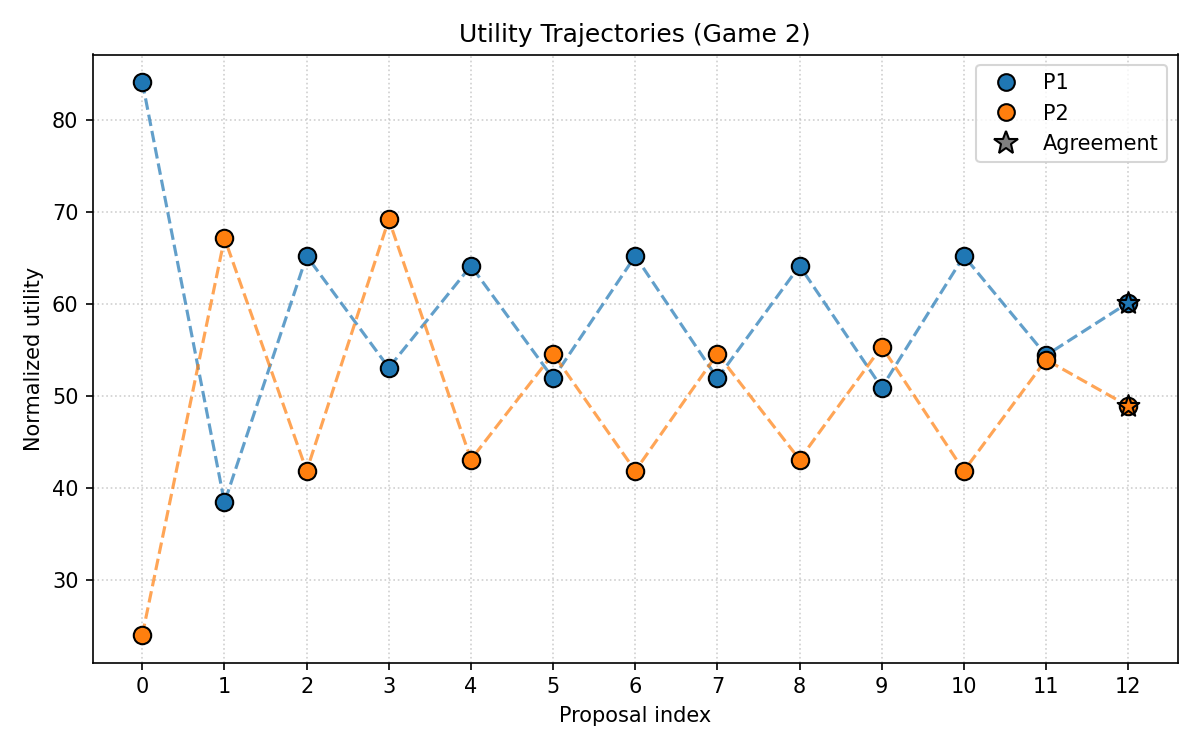 Utility Trajectories (Game 2)
P1
P2
Agreement
Normalized utility
80
70
60
50
40
30
0 1 2 3 4 5 6 7 8 9 10 11 12
Proposal index